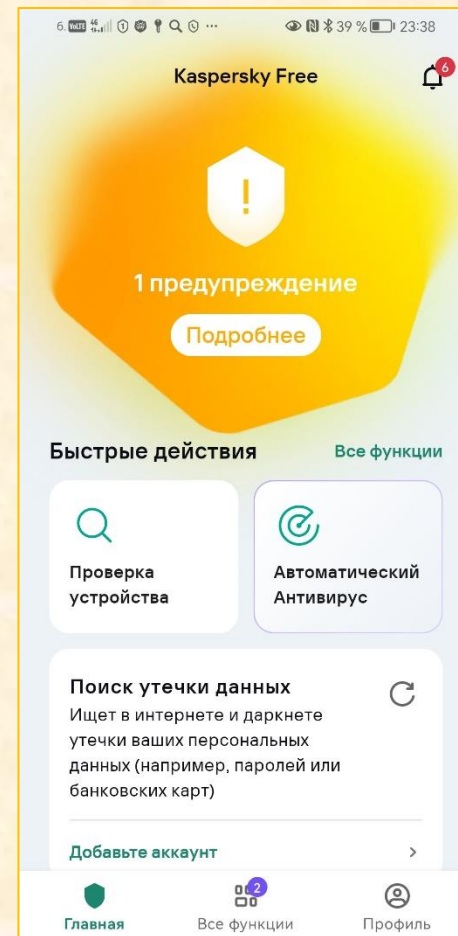 39 % 23:38
Kaspersky Free
6
1 предупреждение
Подробнее
Быстрые действия
Все функции
Проверка
устройства
Автоматический
Антивирус
Поиск утечки данных
Ищет в интернете и даркнете
утечки ваших персональных
данных (например, паролей или
банковских карт)
Добавьте аккаунт
2
Главная
Все функции
Профиль